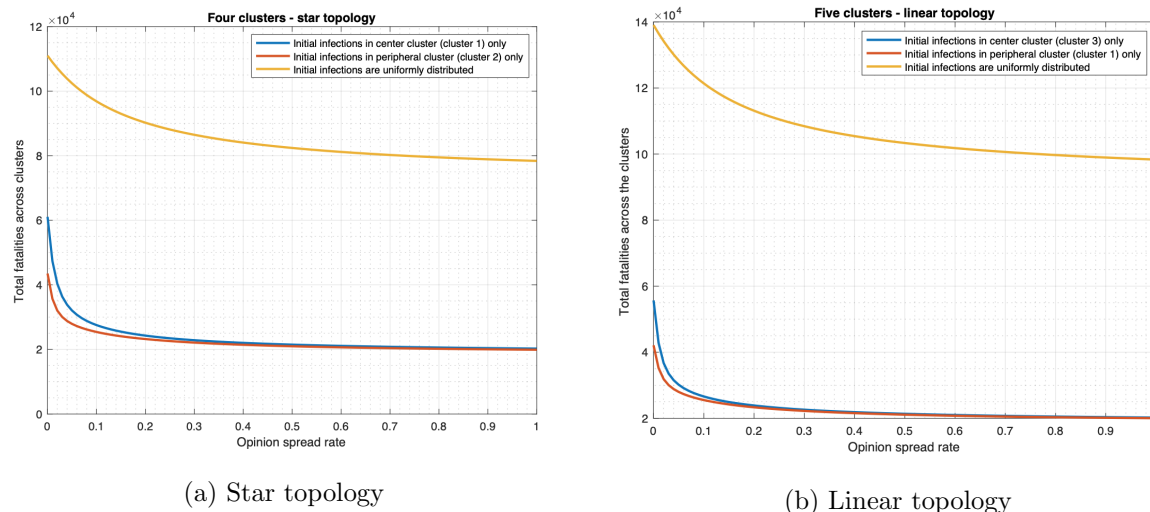 Four clusters - star topology
×10⁴
Initial infections in center cluster (cluster 1) only
Initial infections in peripheral cluster (cluster 2) only
Initial infections are uniformly distributed
Total fatalities across clusters
12
10
8
6
4
2
0
0 0.1 0.2 0.3 0.4 0.5 0.6 0.7 0.8 0.9 1
Opinion spread rate
(a) Star topology
Five clusters - linear topology
×10⁴
Initial infections in center cluster (cluster 3) only
Initial infections in peripheral cluster (cluster 1) only
Initial infections are uniformly distributed
Total fatalities across the clusters
14
12
10
8
6
4
2
0 0.1 0.2 0.3 0.4 0.5 0.6 0.7 0.8 0.9
Opinion spread rate
(b) Linear topology